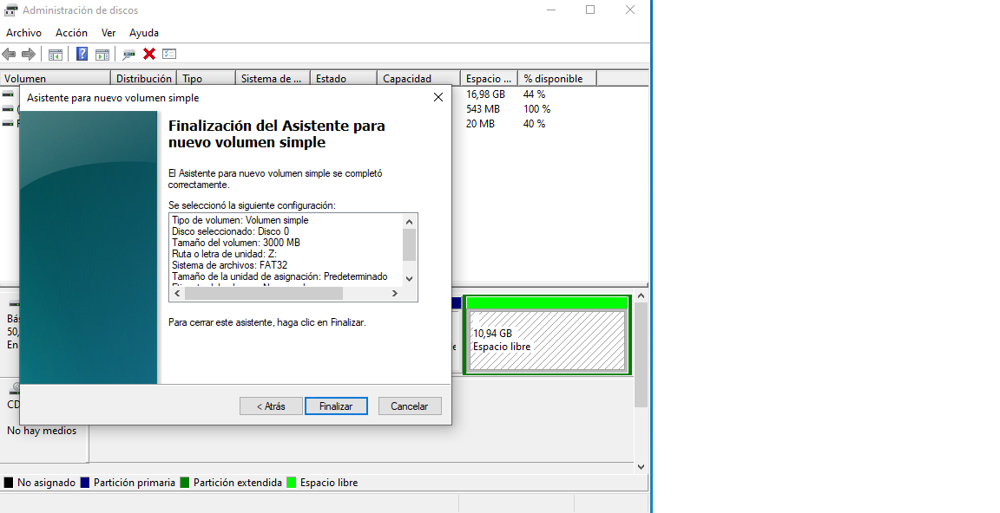 Administración de discos
Archivo Acción Ver Ayuda
Volumen Distribución Tipo Sistema de ... Estado Capacidad Espacio ... % disponible
16,98 GB 44 %
543 MB 100 %
20 MB 40 %
Asistente para nuevo volumen simple
Finalización del Asistente para
nuevo volumen simple
El Asistente para nuevo volumen simple se completó
correctamente.
Se seleccionó la siguiente configuración:
Tipo de volumen: Volumen simple
Disco seleccionado: Disco 0
Tamaño del volumen: 3000 MB
Ruta o letra de unidad: Z:
Sistema de archivos: FAT32
Tamaño de la unidad de asignación: Predeterminado
Para cerrar este asistente, haga clic en Finalizar.
< Atrás Finalizar Cancelar
Bás
50,
En
10,94 GB
Espacio libre
CD
No hay medios
No asignado Partición primaria Partición extendida Espacio libre